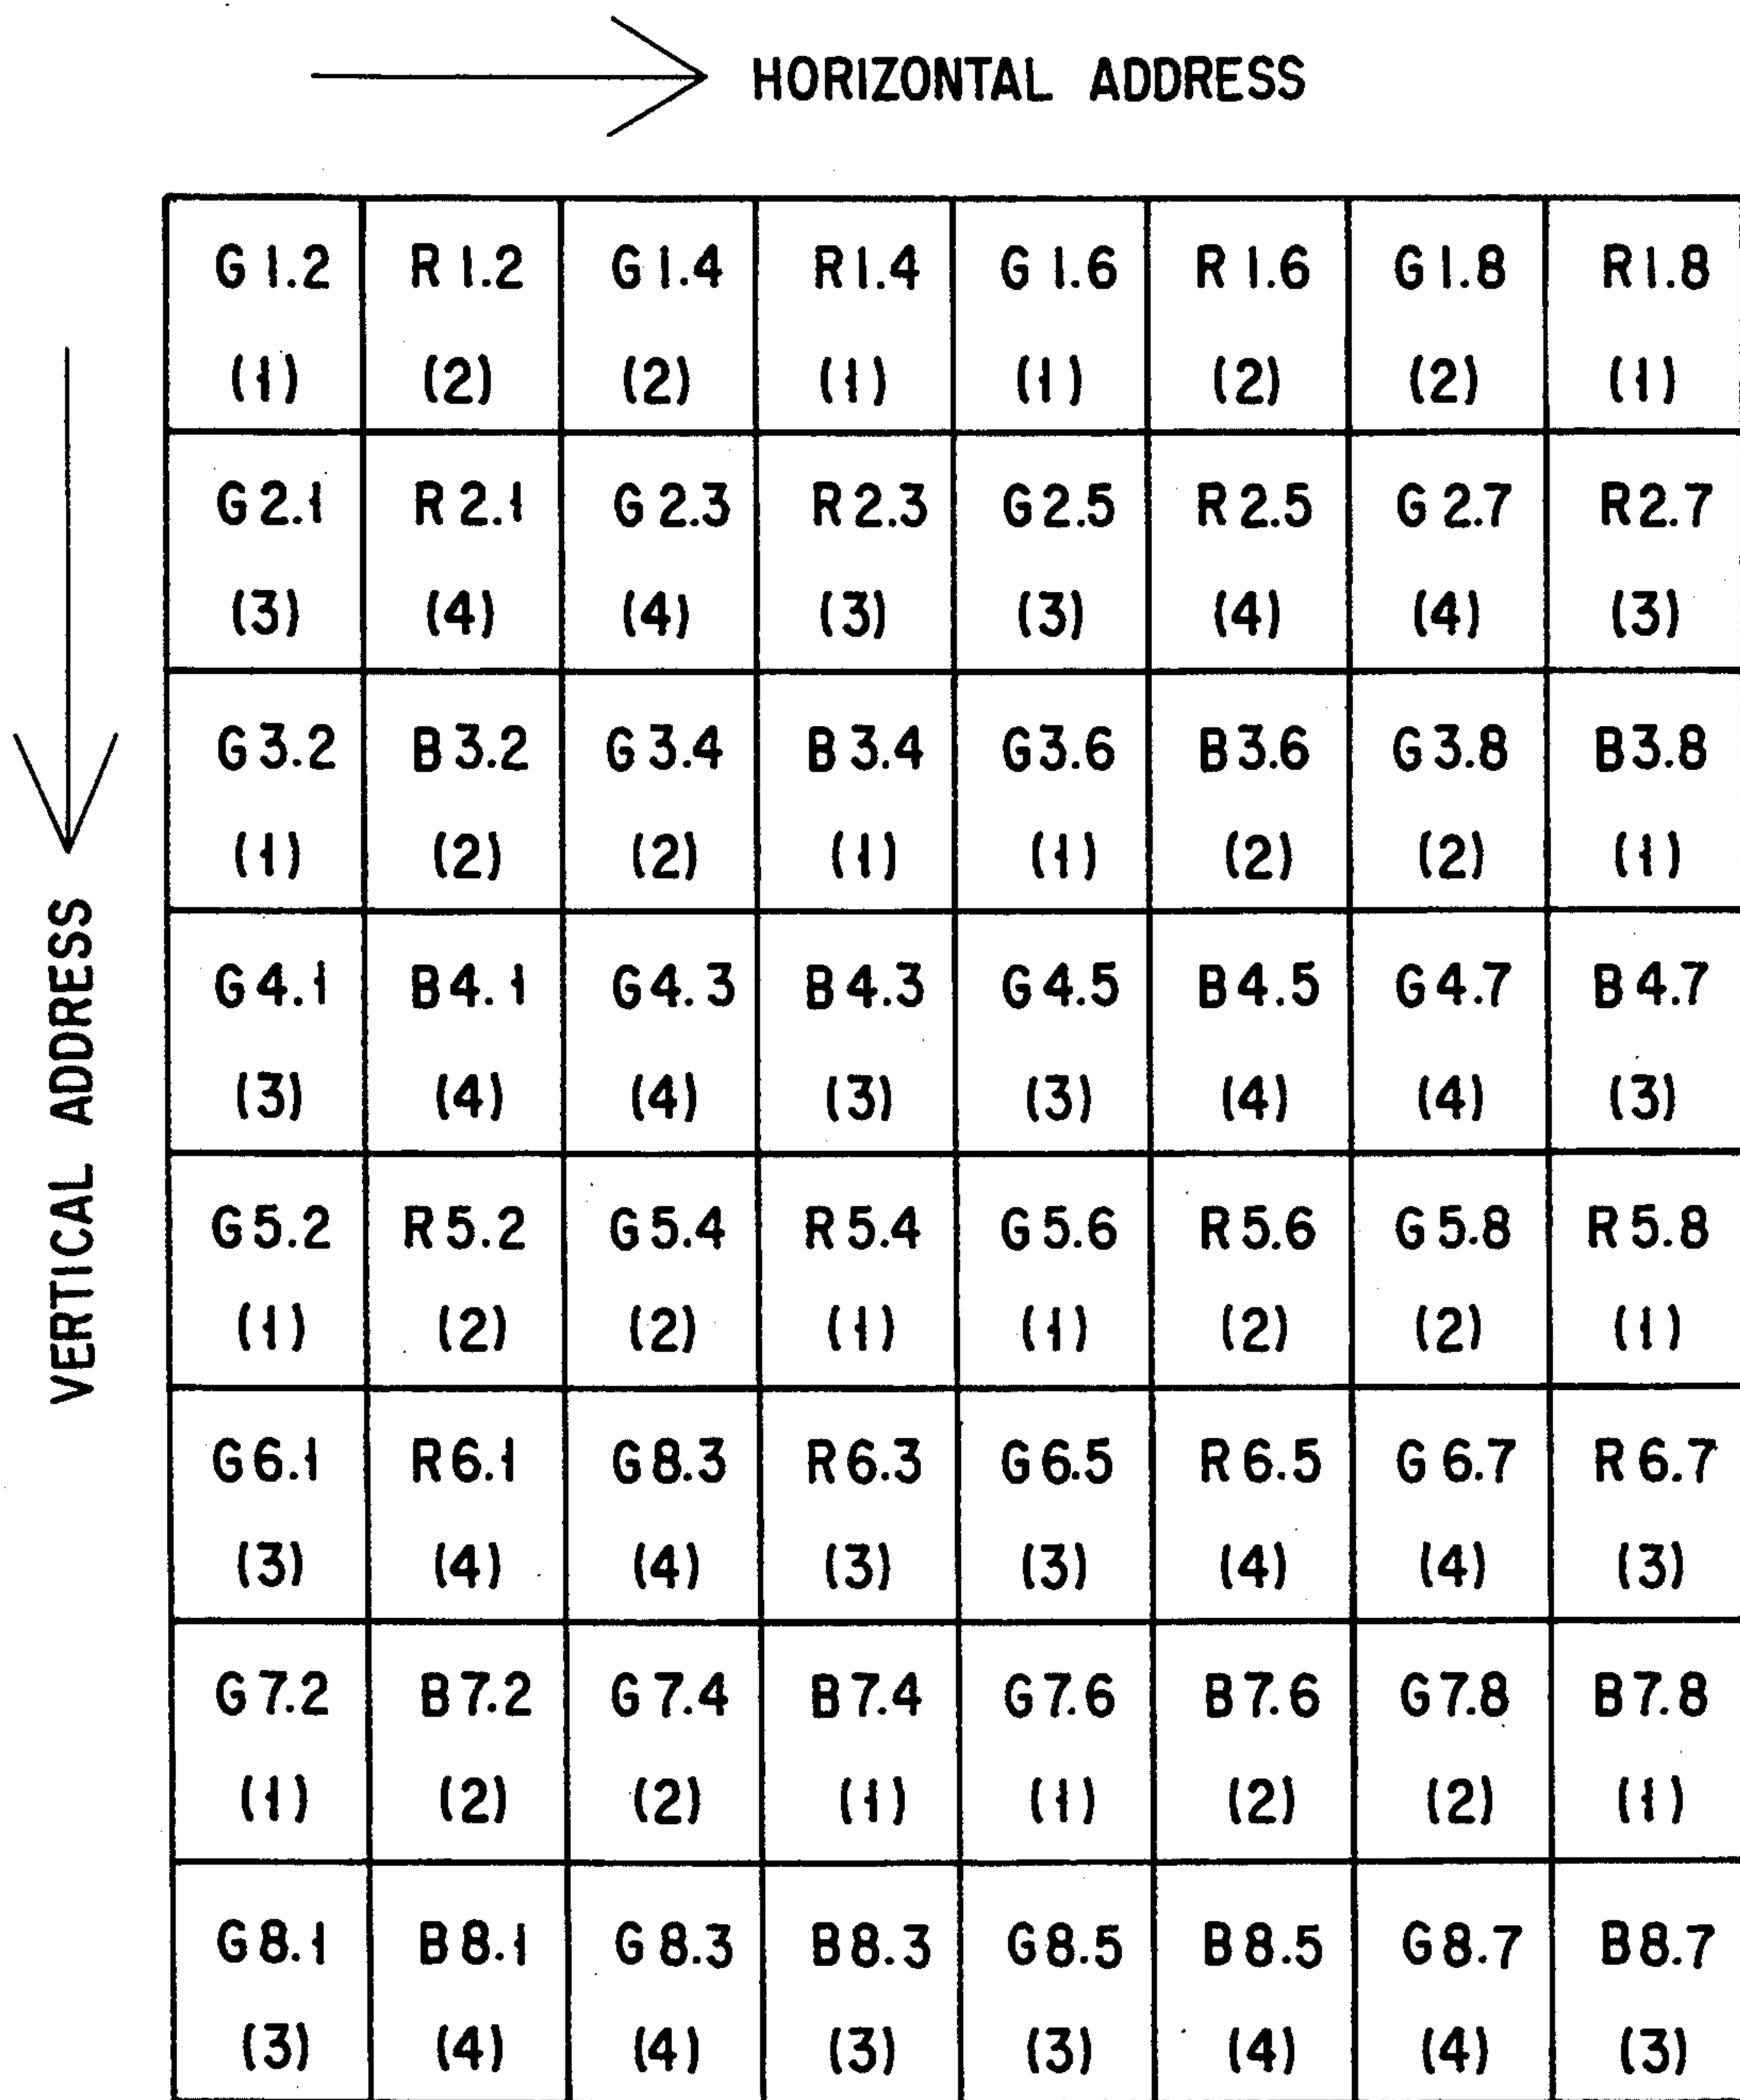 HORIZONTAL ADDRESS
VERTICAL ADDRESS
G1.2 R1.2 G1.4 R1.4 G1.6 R1.6 G1.8 R1.8
(1) (2) (2) (1) (1) (2) (2) (1)
G2.1 R2.1 G2.3 R2.3 G2.5 R2.5 G2.7 R2.7
(3) (4) (4) (3) (3) (4) (4) (3)
G3.2 B3.2 G3.4 B3.4 G3.6 B3.6 G3.8 B3.8
(1) (2) (2) (1) (1) (2) (2) (1)
G4.1 B4.1 G4.3 B4.3 G4.5 B4.5 G4.7 B4.7
(3) (4) (4) (3) (3) (4) (4) (3)
G5.2 R5.2 G5.4 R5.4 G5.6 R5.6 G5.8 R5.8
(1) (2) (2) (1) (1) (2) (2) (1)
G6.1 R6.1 G8.3 R6.3 G6.5 R6.5 G6.7 R6.7
(3) (4) (4) (3) (3) (4) (4) (3)
G7.2 B7.2 G7.4 B7.4 G7.6 B7.6 G7.8 B7.8
(1) (2) (2) (1) (1) (2) (2) (1)
G8.1 B8.1 G8.3 B8.3 G8.5 B8.5 G8.7 B8.7
(3) (4) (4) (3) (3) (4) (4) (3)